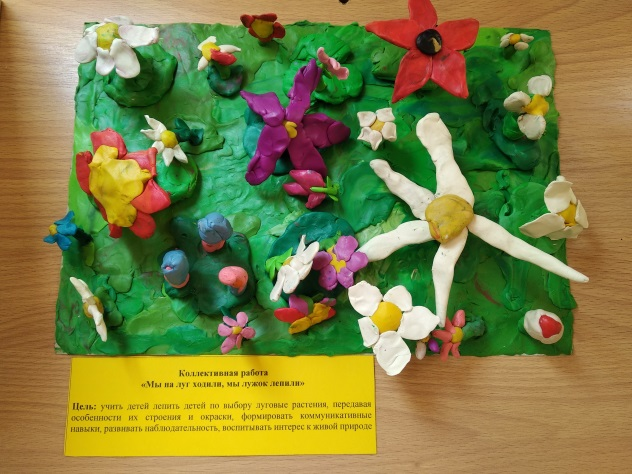 Коллективная работа
«Мы на луг ходили, мы лужок лепили»
Цель: учить детей лепить детей по выбору луговые растения, передавая
особенности их строения и окраски, формировать коммуникативные
навыки, развивать наблюдательность, воспитывать интерес к живой природе